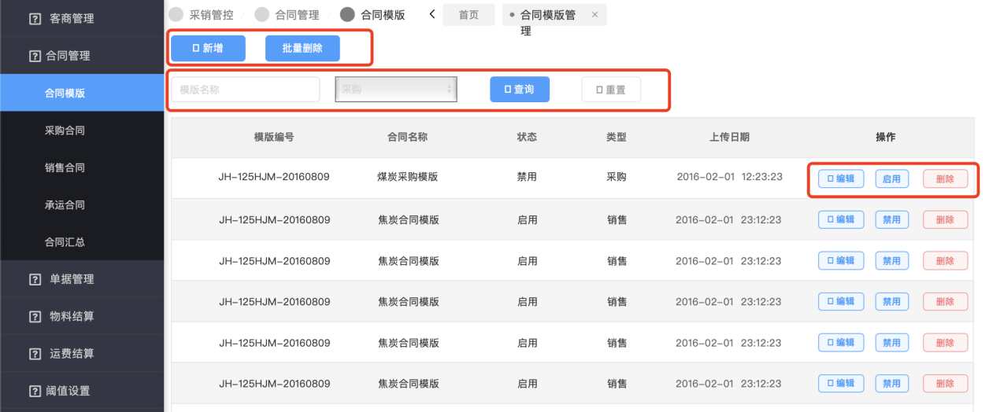 客商管理
合同管理
合同模版
采购合同
销售合同
承运合同
合同汇总
单据管理
物料结算
运费结算
阈值设置
采销管控 / 合同管理 / 合同模版 < 首页 • 合同模版管理 ×
新增 批量删除
模版名称 采购 查询 重置
模版编号 合同名称 状态 类型 上传日期 操作
JH-125HJM-20160809 煤炭采购模版 禁用 采购 2016-02-01 12:23:23 编辑 启用 删除
JH-125HJM-20160809 焦炭合同模版 启用 销售 2016-02-01 23:12:23 编辑 禁用 删除
JH-125HJM-20160809 焦炭合同模版 启用 销售 2016-02-01 23:12:23 编辑 禁用 删除
JH-125HJM-20160809 焦炭合同模版 启用 销售 2016-02-01 23:12:23 编辑 禁用 删除
JH-125HJM-20160809 焦炭合同模版 启用 销售 2016-02-01 23:12:23 编辑 禁用 删除
JH-125HJM-20160809 焦炭合同模版 启用 销售 2016-02-01 23:12:23 编辑 禁用 删除